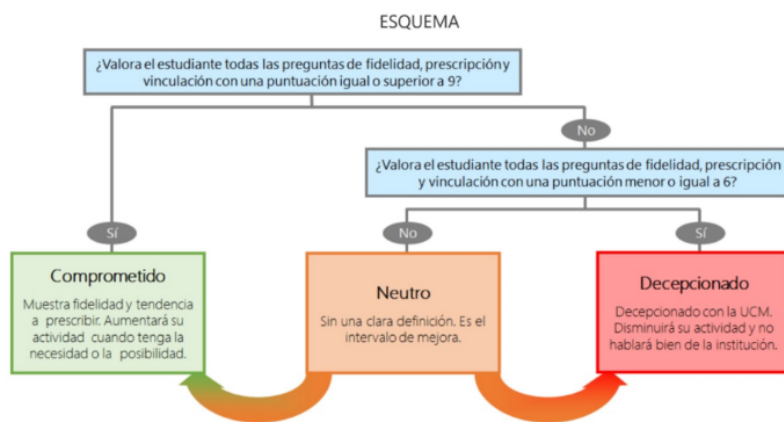 ESQUEMA
¿Valora el estudiante todas las preguntas de fidelidad, prescripción y
vinculación con una puntuación igual o superior a 9?
No
¿Valora el estudiante todas las preguntas de fidelidad, prescripción
y vinculación con una puntuación menor o igual a 6?
Sí
No
Sí
Comprometido
Muestra fidelidad y tendencia
a prescribir. Aumentará su
actividad cuando tenga la
necesidad o la posibilidad.
Neutro
Sin una clara definición. Es el
intervalo de mejora.
Decepcionado
Decepcionado con la UCM.
Disminuirá su actividad y no
hablará bien de la institución.